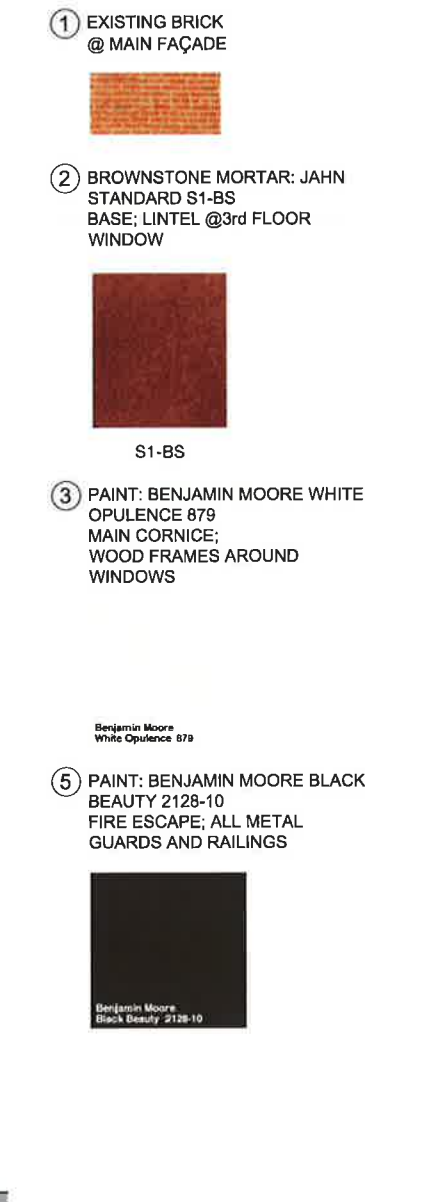 1 EXISTING BRICK
@ MAIN FAÇADE
2 BROWNSTONE MORTAR: JAHN
STANDARD S1-BS
BASE; LINTEL @3rd FLOOR
WINDOW
S1-BS
3 PAINT: BENJAMIN MOORE WHITE
OPULENCE 879
MAIN CORNICE;
WOOD FRAMES AROUND
WINDOWS
Benjamin Moore
White Opulence 879
5 PAINT: BENJAMIN MOORE BLACK
BEAUTY 2128-10
FIRE ESCAPE; ALL METAL
GUARDS AND RAILINGS
Benjamin Moore
Black Beauty 2128-10